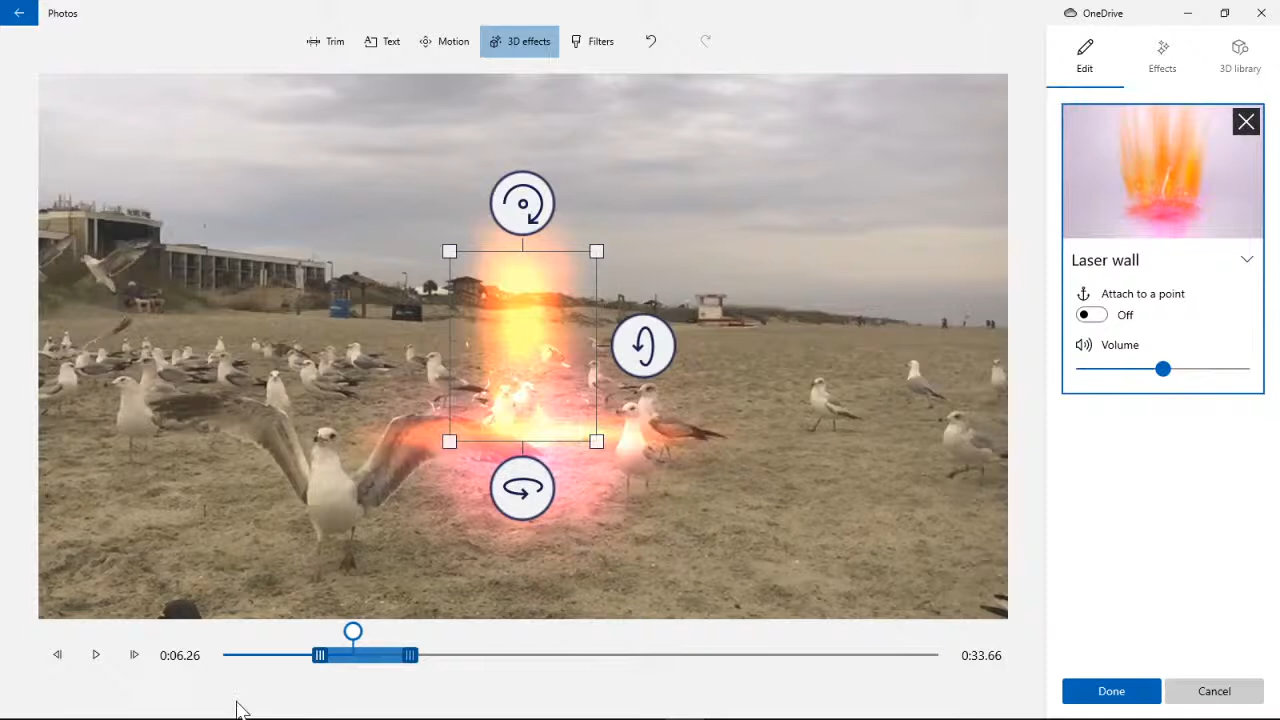 Photos
OneDrive
Trim
Text
Motion
3D effects
Filters
Edit
Effects
3D library
Laser wall
Attach to a point
Off
Volume
0:06.26
0:33.66
Done
Cancel